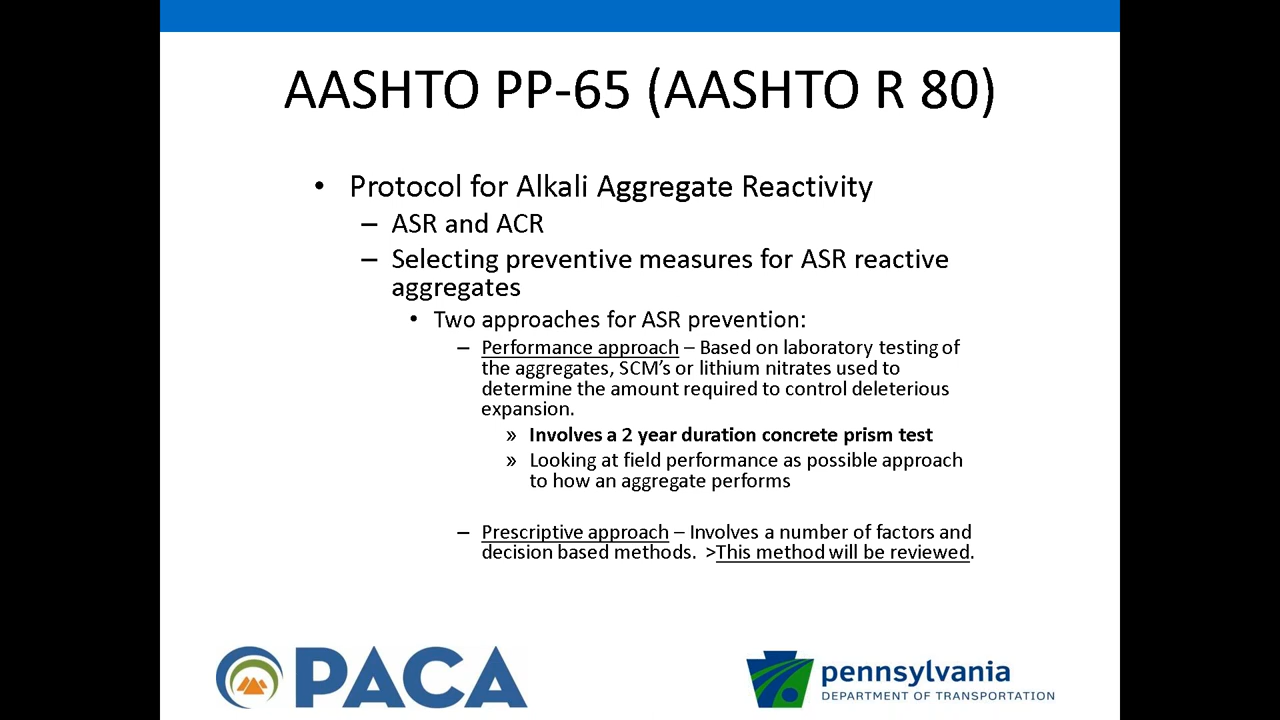 AASHTO PP-65 (AASHTO R 80)
• Protocol for Alkali Aggregate Reactivity
– ASR and ACR
– Selecting preventive measures for ASR reactive
aggregates
• Two approaches for ASR prevention:
– Performance approach – Based on laboratory testing of
the aggregates, SCM's or lithium nitrates used to
determine the amount required to control deleterious
expansion.
» Involves a 2 year duration concrete prism test
» Looking at field performance as possible approach
to how an aggregate performs
– Prescriptive approach – Involves a number of factors and
decision based methods. >This method will be reviewed.
PACA
pennsylvania
DEPARTMENT OF TRANSPORTATION